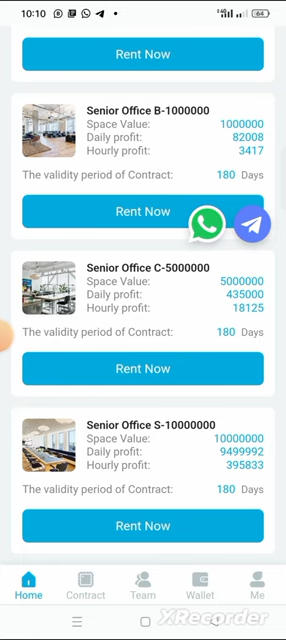 10:10
64
Rent Now
Senior Office B-1000000
Space Value: 1000000
Daily profit: 82008
Hourly profit: 3417
The validity period of Contract: 180 Days
Rent Now
Senior Office C-5000000
Space Value: 5000000
Daily profit: 435000
Hourly profit: 18125
The validity period of Contract: 180 Days
Rent Now
Senior Office S-10000000
Space Value: 10000000
Daily profit: 9499992
Hourly profit: 395833
The validity period of Contract: 180 Days
Rent Now
Home Contract Team Wallet Me
XRecorder